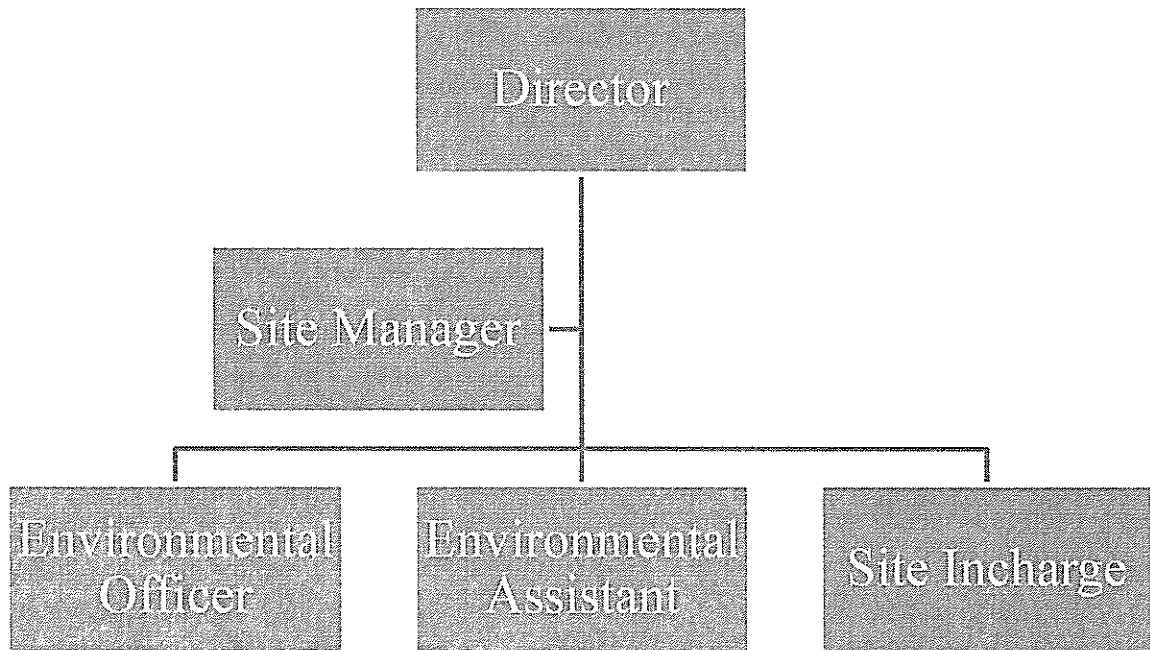 Director
Site Manager
Environmental
Officer
Environmental
Assistant
Site Incharge